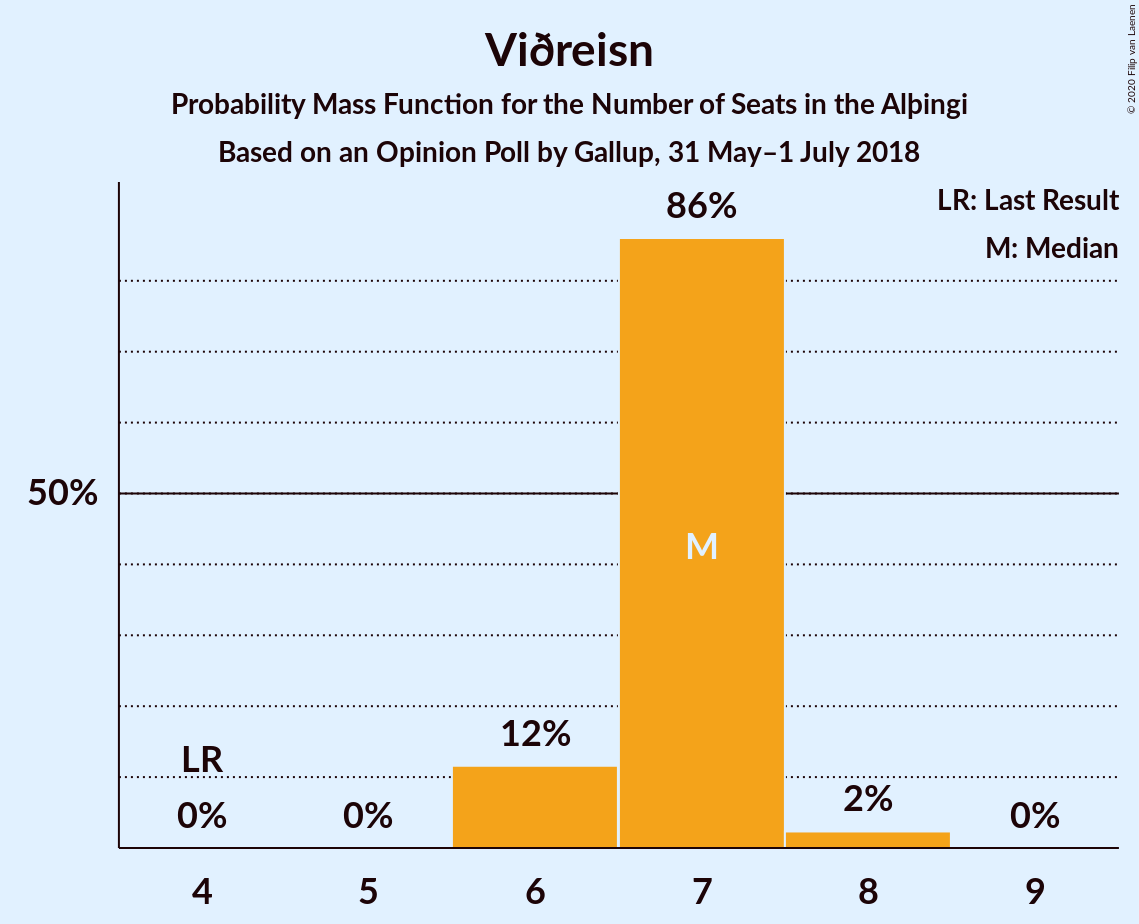 Viðreisn
Probability Mass Function for the Number of Seats in the Alþingi
Based on an Opinion Poll by Gallup, 31 May–1 July 2018
© 2020 Filip van Laenen
LR: Last Result
M: Median
86%
50%
M
12%
LR
2%
0%
0%
0%
4 5 6 7 8 9